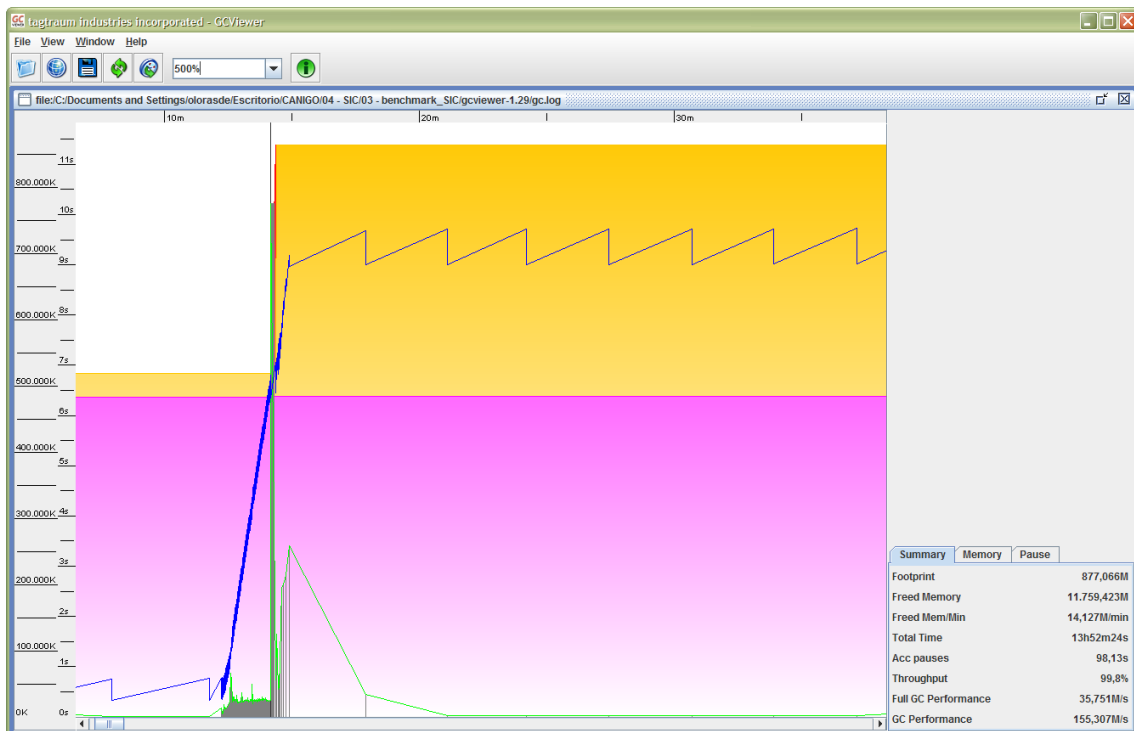 tagtraum industries incorporated - GCViewer
File View Window Help
500%
file:/C:/Documents and Settings/olorasde/Escritorio/CANIGO/04 - SIC/03 - benchmark_SIC/gcviewer-1.29/gc.log
10m 20m 30m
11s
800.000K
10s
700.000K
9s
8s
600.000K
7s
500.000K
6s
400.000K
5s
300.000K 4s
3s
200.000K
2s
100.000K
1s
0K 0s
Summary Memory Pause
Footprint 877,066M
Freed Memory 11.759,423M
Freed Mem/Min 14,127M/min
Total Time 13h52m24s
Acc pauses 98,13s
Throughput 99,8%
Full GC Performance 35,751M/s
GC Performance 155,307M/s